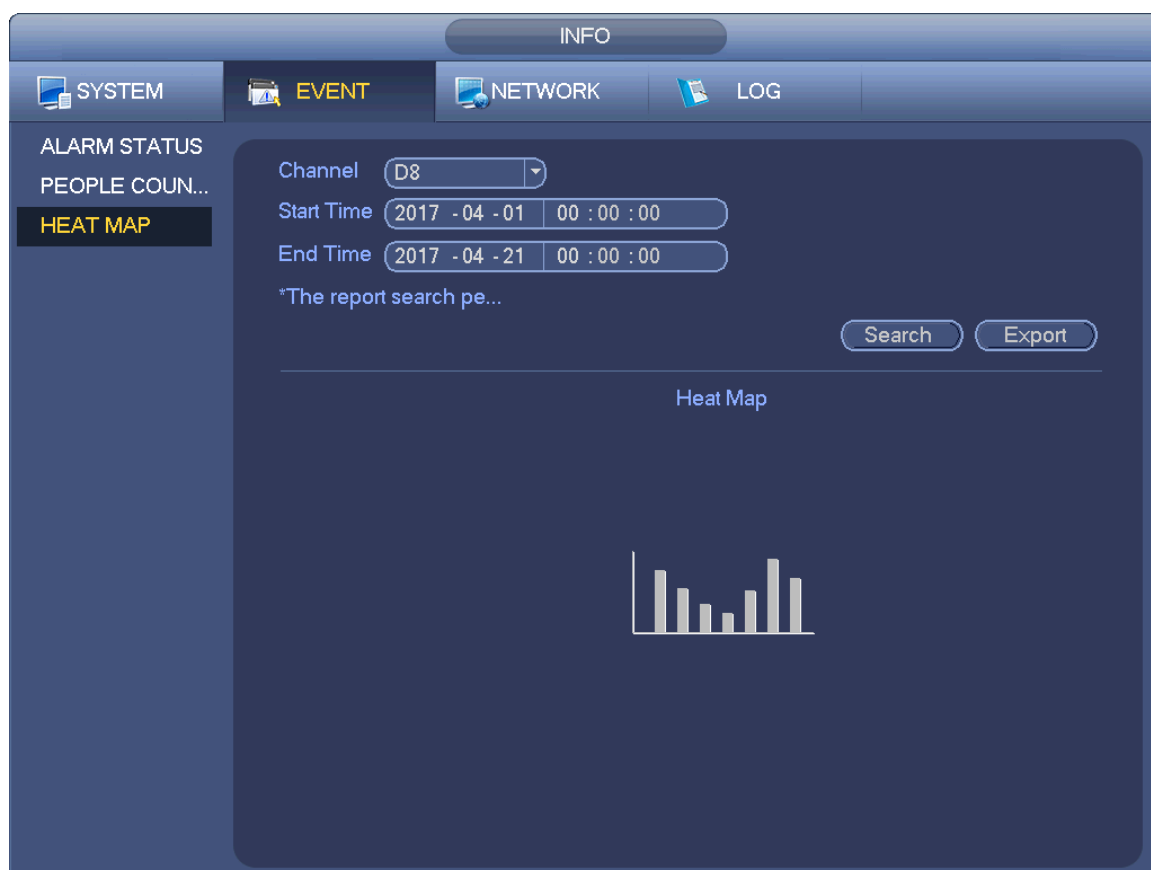 INFO
SYSTEM EVENT NETWORK LOG
ALARM STATUS
PEOPLE COUN...
HEAT MAP
Channel D8
Start Time 2017 - 04 - 01 00 : 00 : 00
End Time 2017 - 04 - 21 00 : 00 : 00
*The report search pe...
Search Export
Heat Map